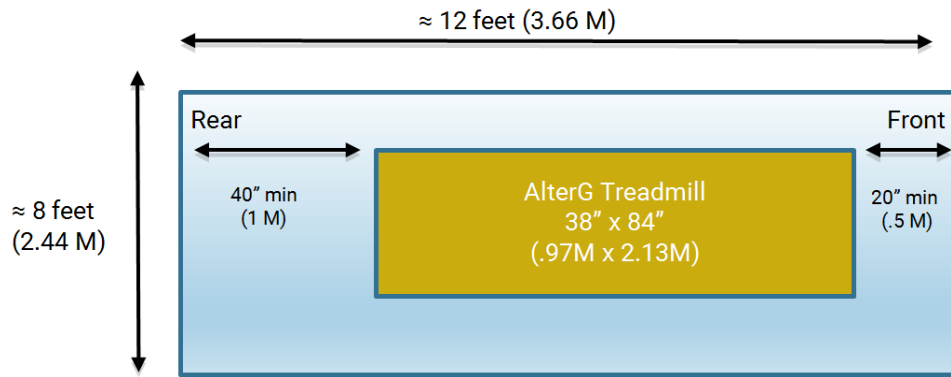 ≈ 12 feet (3.66 M)
Rear
Front
40” min
(1 M)
AlterG Treadmill
38” x 84”
(.97M x 2.13M)
20” min
(.5 M)
≈ 8 feet
(2.44 M)